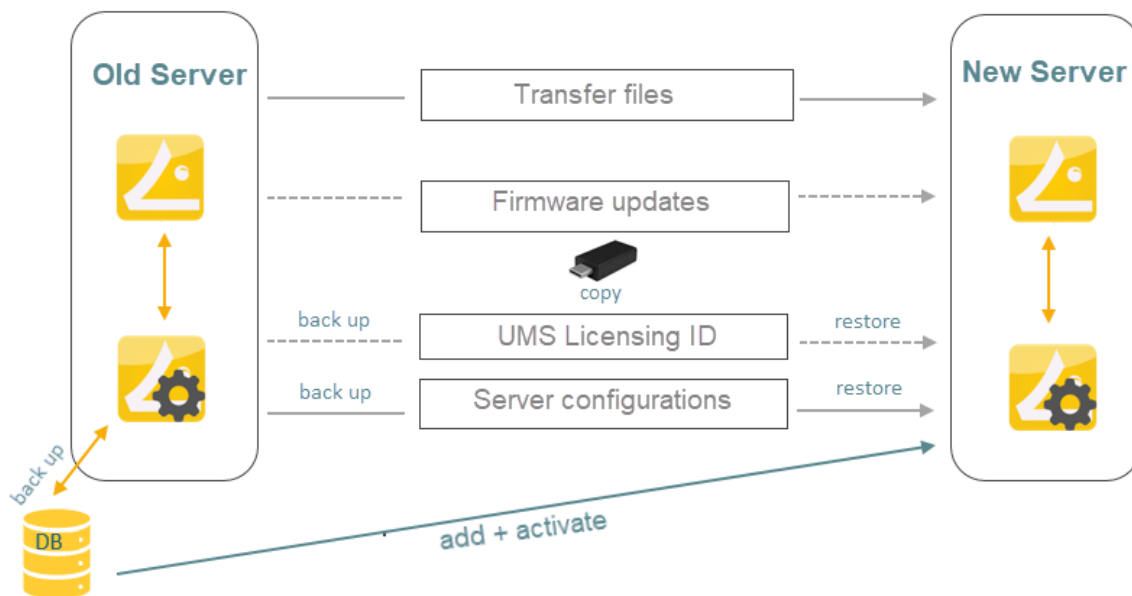 Old Server
New Server
Transfer files
Firmware updates
copy
back up
UMS Licensing ID
restore
back up
Server configurations
restore
back up
DB
add + activate